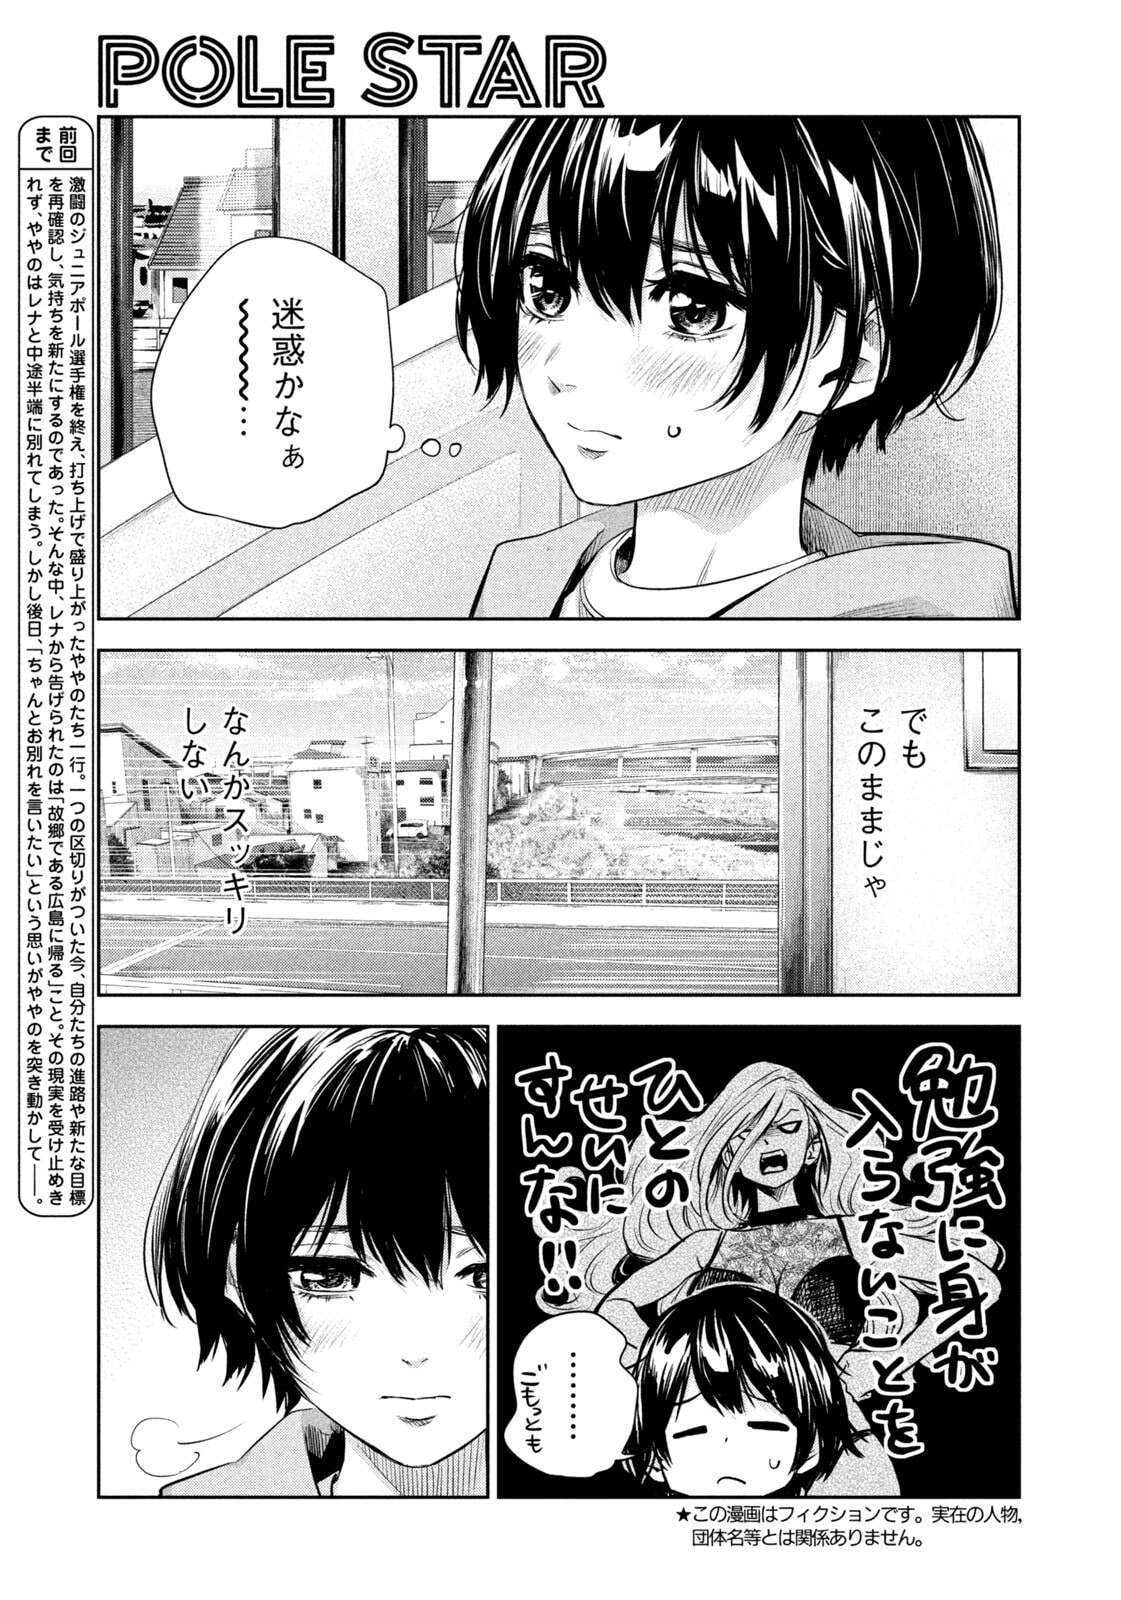 POLE STAR
前回
まで
激闘のジュニアポール選手権を終え、打ち上げで盛り上がったややのたち一行。一つの区切りがついた今、自分たちの進路や新たな目標
を再確認し、気持ちを新たにするのであった。そんな中、レナから告げられたのは「故郷である広島に帰る」こと。その現実を受け止めき
れず、ややのはレナと中途半端に別れてしまう。しかし後日、「ちゃんとお別れを言いたい」という思いがややのを突き動かして――。
迷惑かなぁ
〰〰〰…
でも
このままじゃ
なんかスッキリ
しない
勉強に身が
入らないことを
ひとの
せいに
すんな!!
………
ごもっとも
★この漫画はフィクションです。実在の人物,
団体名等とは関係ありません。